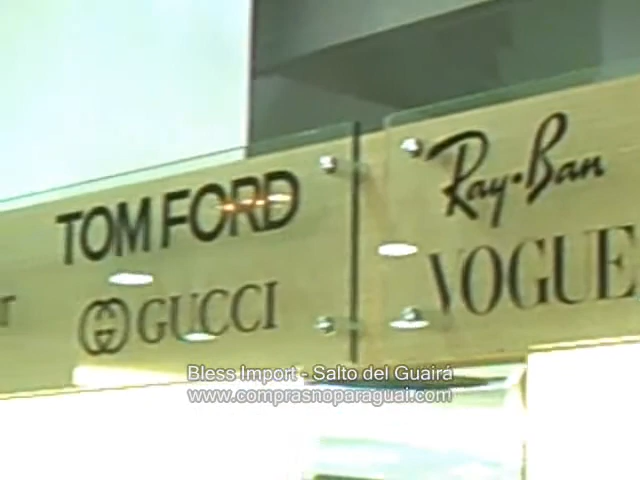 TOM FORD
GUCCI
Ray-Ban
VOGUE
Bless Import - Salto del Guairá
www.comprasnoparaguai.com